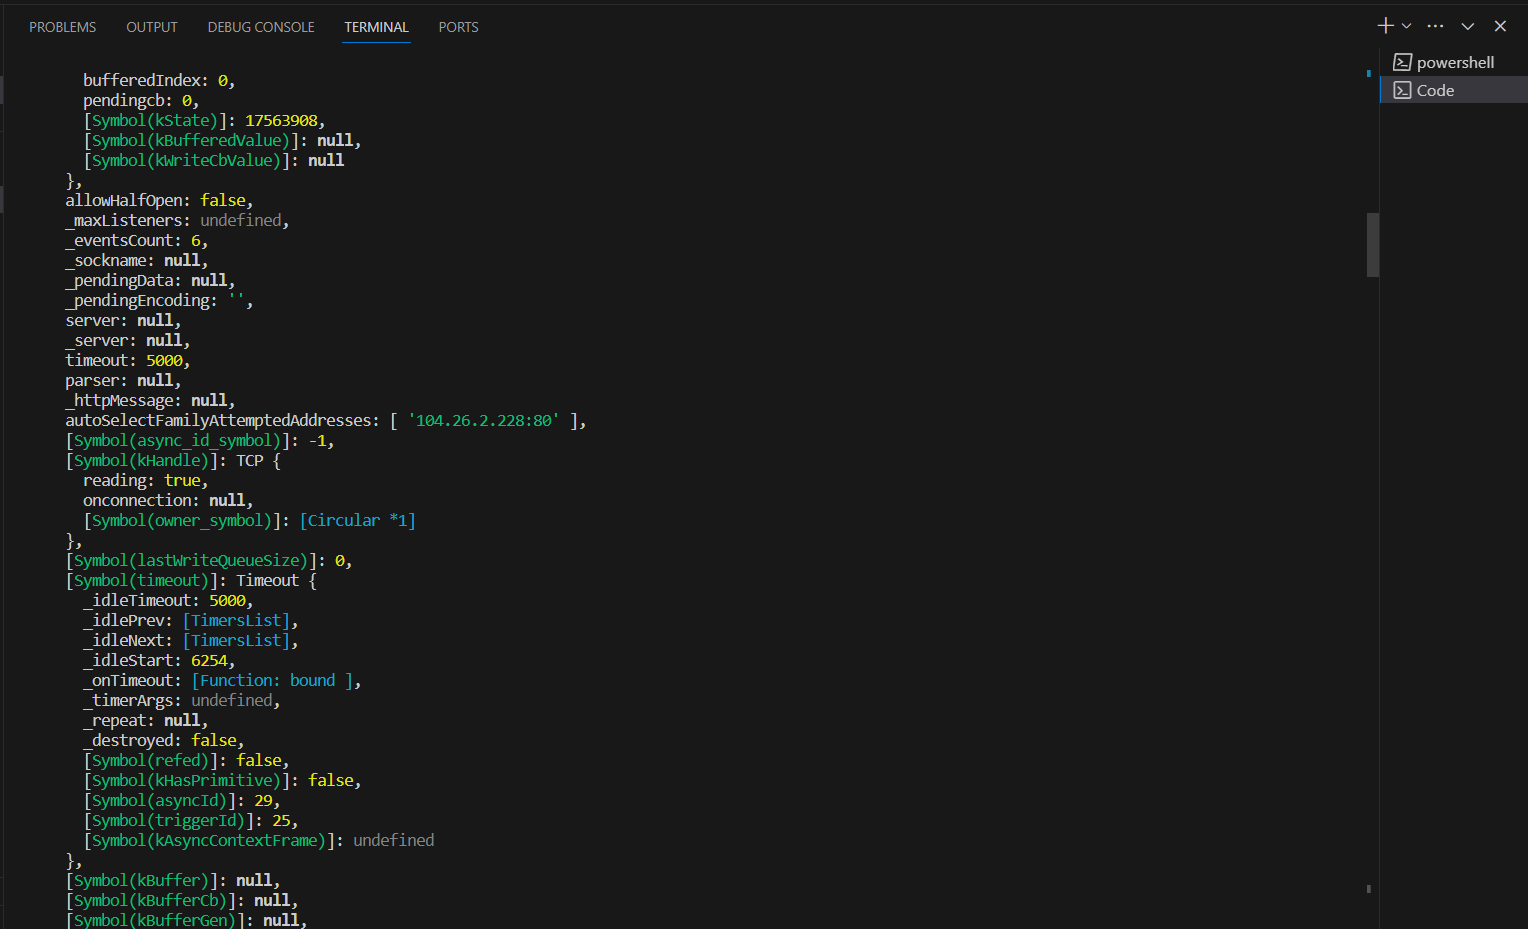 PROBLEMS OUTPUT DEBUG CONSOLE TERMINAL PORTS
powershell
Code
bufferedIndex: 0,
pendingcb: 0,
[Symbol(kState)]: 17563908,
[Symbol(kBufferedValue)]: null,
[Symbol(kWriteCbValue)]: null
},
allowHalfOpen: false,
_maxListeners: undefined,
_eventsCount: 6,
_sockname: null,
_pendingData: null,
_pendingEncoding: '',
server: null,
_server: null,
timeout: 5000,
parser: null,
_httpMessage: null,
autoSelectFamilyAttemptedAddresses: [ '104.26.2.228:80' ],
[Symbol(async_id_symbol)]: -1,
[Symbol(kHandle)]: TCP {
reading: true,
onconnection: null,
[Symbol(owner_symbol)]: [Circular *1]
},
[Symbol(lastWriteQueueSize)]: 0,
[Symbol(timeout)]: Timeout {
_idleTimeout: 5000,
_idlePrev: [TimersList],
_idleNext: [TimersList],
_idleStart: 6254,
_onTimeout: [Function: bound ],
_timerArgs: undefined,
_repeat: null,
_destroyed: false,
[Symbol(refed)]: false,
[Symbol(kHasPrimitive)]: false,
[Symbol(asyncId)]: 29,
[Symbol(triggerId)]: 25,
[Symbol(kAsyncContextFrame)]: undefined
},
[Symbol(kBuffer)]: null,
[Symbol(kBufferCb)]: null,
[Symbol(kBufferGen)]: null,